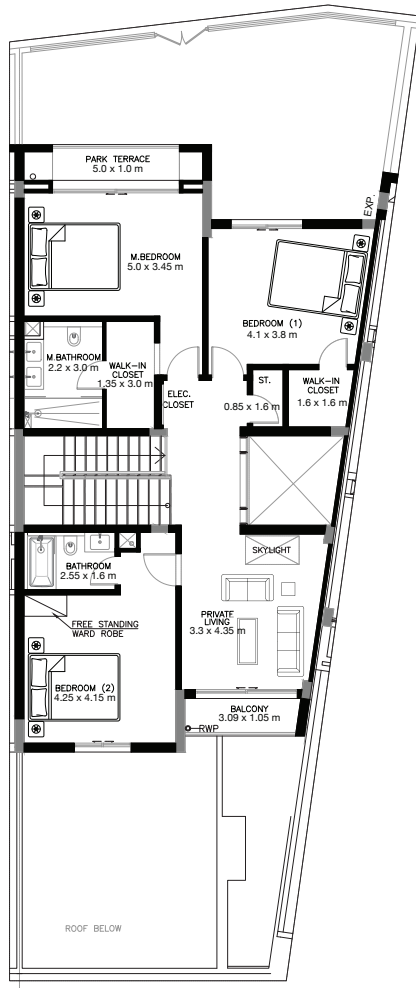 PARK TERRACE
5.0 x 1.0 m
EXP.
M.BEDROOM
5.0 x 3.45 m
BEDROOM (1)
4.1 x 3.8 m
M.BATHROOM
2.2 x 3.0 m
WALK-IN
CLOSET
1.35 x 3.0 m
ELEC.
CLOSET
ST.
0.85 x 1.6 m
WALK-IN
CLOSET
1.6 x 1.6 m
SKYLIGHT
BATHROOM
2.55 x 1.6 m
FREE STANDING
WARD ROBE
PRIVATE
LIVING
3.3 x 4.35 m
BEDROOM (2)
4.25 x 4.15 m
BALCONY
3.09 x 1.05 m
RWP
ROOF BELOW